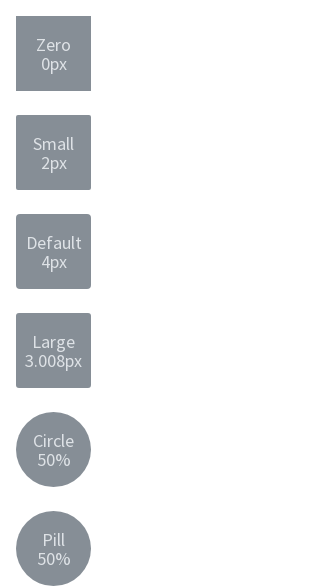 Zero
0px
Small
2px
Default
4px
Large
3.008px
Circle
50%
Pill
50%